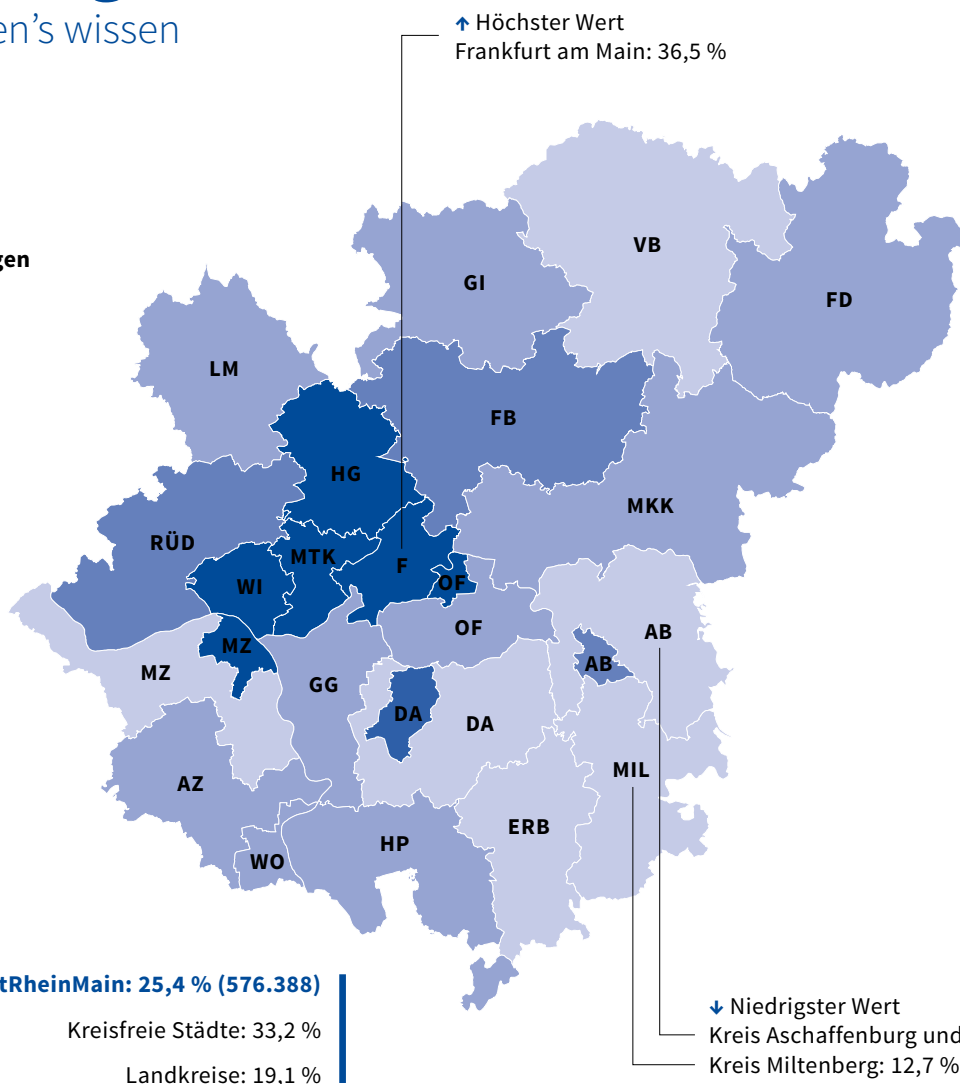 en’s wissen
↑ Höchster Wert
Frankfurt am Main: 36,5 %
gen
VB
GI
FD
LM
FB
HG
MKK
RÜD
MTK
F
WI
OF
OF
AB
MZ
AB
MZ
GG
DA
DA
MIL
AZ
ERB
HP
WO
tRheinMain: 25,4 % (576.388)
Kreisfreie Städte: 33,2 %
Landkreise: 19,1 %
↓ Niedrigster Wert
Kreis Aschaffenburg und
Kreis Miltenberg: 12,7 %